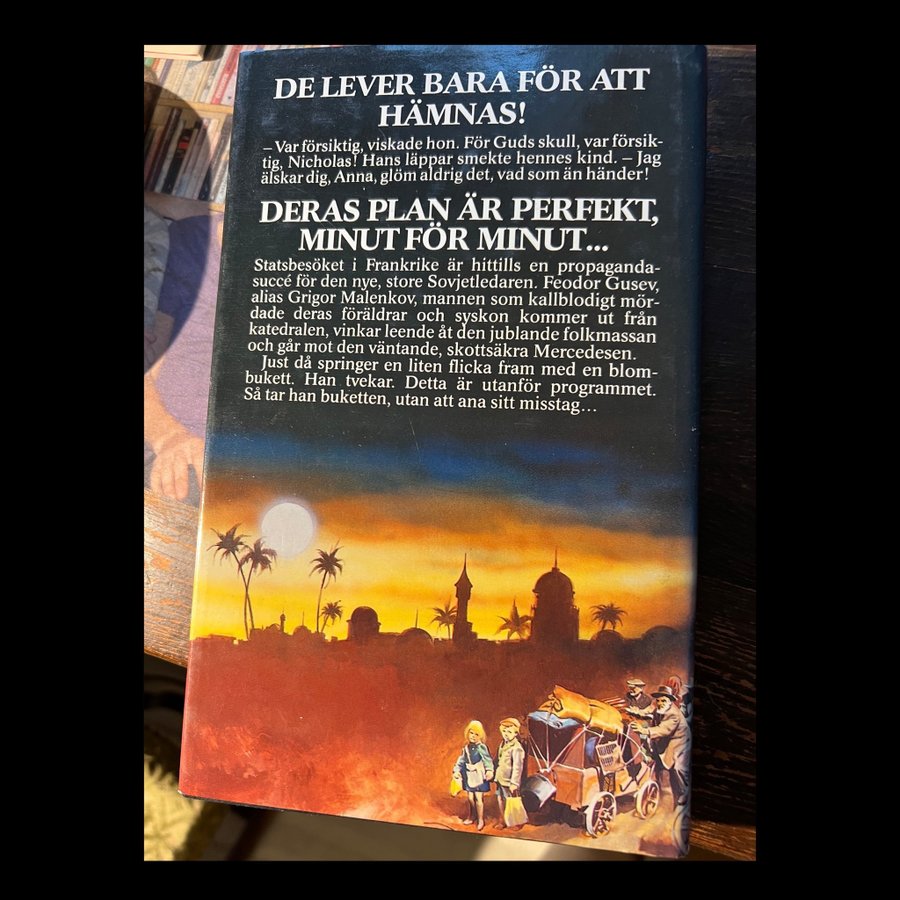 DE LEVER BARA FÖR ATT
HÄMNAS!
– Var försiktig, viskade hon. För Guds skull, var försik-
tig, Nicholas! Hans läppar smekte hennes kind. – Jag
älskar dig, Anna, glöm aldrig det, vad som än händer!
DERAS PLAN ÄR PERFEKT,
MINUT FÖR MINUT...
Statsbesöket i Frankrike är hittills en propaganda-
succé för den nye, store Sovjetledaren. Feodor Gusev,
alias Grigor Malenkov, mannen som kallblodigt mör-
dade deras föräldrar och syskon kommer ut från
katedralen, vinkar leende åt den jublande folkmassan
och går mot den väntande, skottsäkra Mercedesen.
Just då springer en liten flicka fram med en blom-
bukett. Han tvekar. Detta är utanför programmet.
Så tar han buketten, utan att ana sitt misstag...